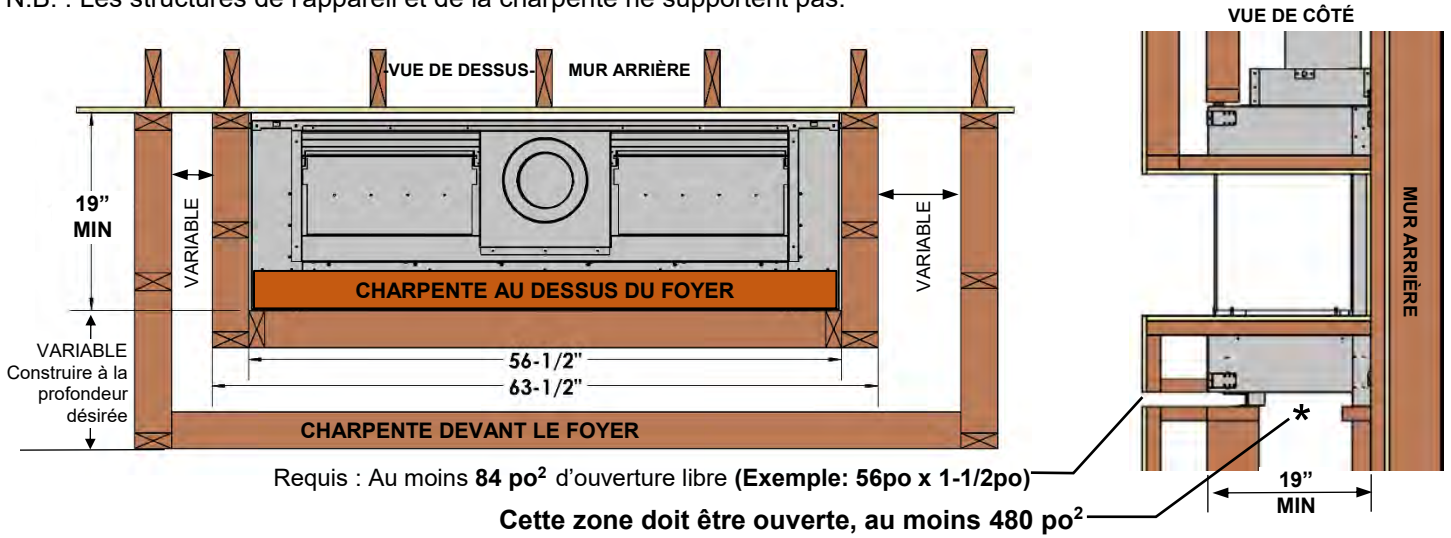 N.B. : Les structures de l'appareil et de la charpente ne supportent pas.
VUE DE CÔTÉ
-VUE DE DESSUS-
MUR ARRIÈRE
19”
MIN
VARIABLE
VARIABLE
MUR ARRIÈRE
CHARPENTE AU DESSUS DU FOYER
VARIABLE
Construire à la
profondeur
désirée
56-1/2"
63-1/2"
CHARPENTE DEVANT LE FOYER
*
Requis : Au moins 84 po² d’ouverture libre (Exemple: 56po x 1-1/2po)
19”
MIN
Cette zone doit être ouverte, au moins 480 po²